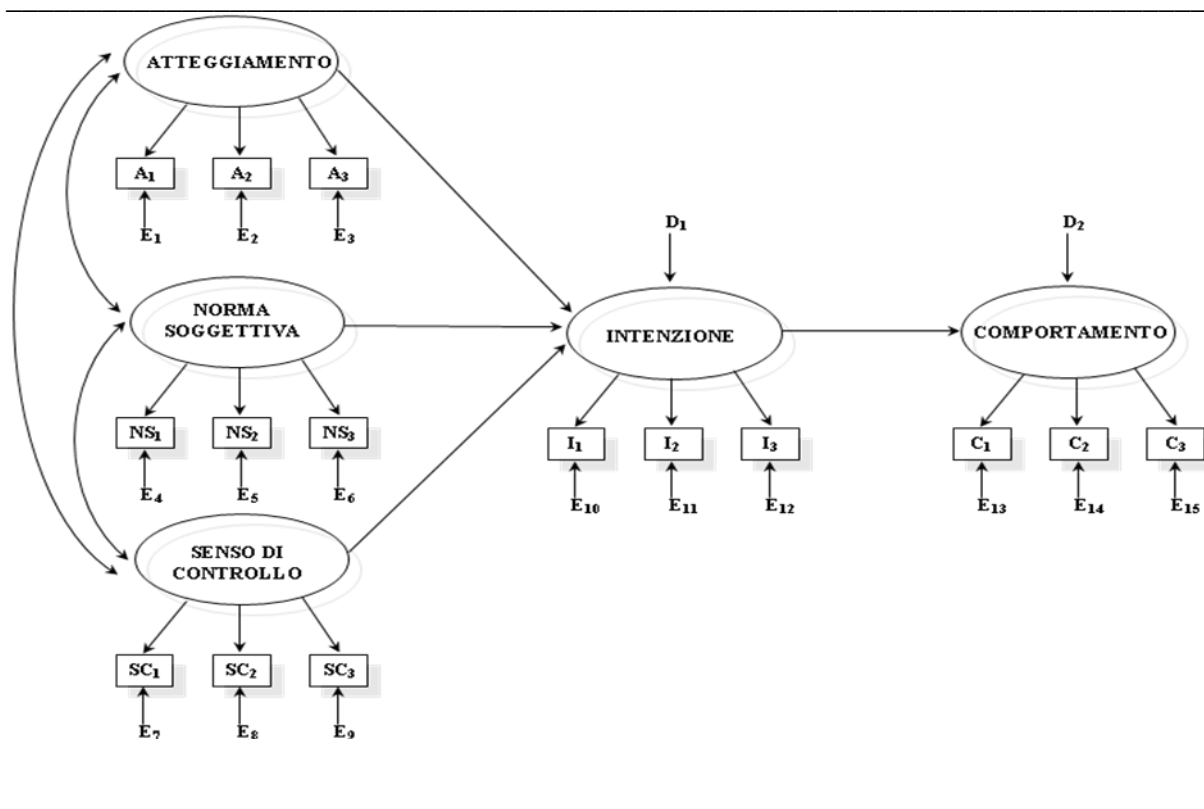 ATTEGGIAMENTO
A1 A2 A3
E1 E2 E3
NORMA
SOGGETTIVA
NS1 NS2 NS3
E4 E5 E6
SENSO DI
CONTROLLO
SC1 SC2 SC3
E7 E8 E9
D1
INTENZIONE
I1 I2 I3
E10 E11 E12
D2
COMPORTAMENTO
C1 C2 C3
E13 E14 E15